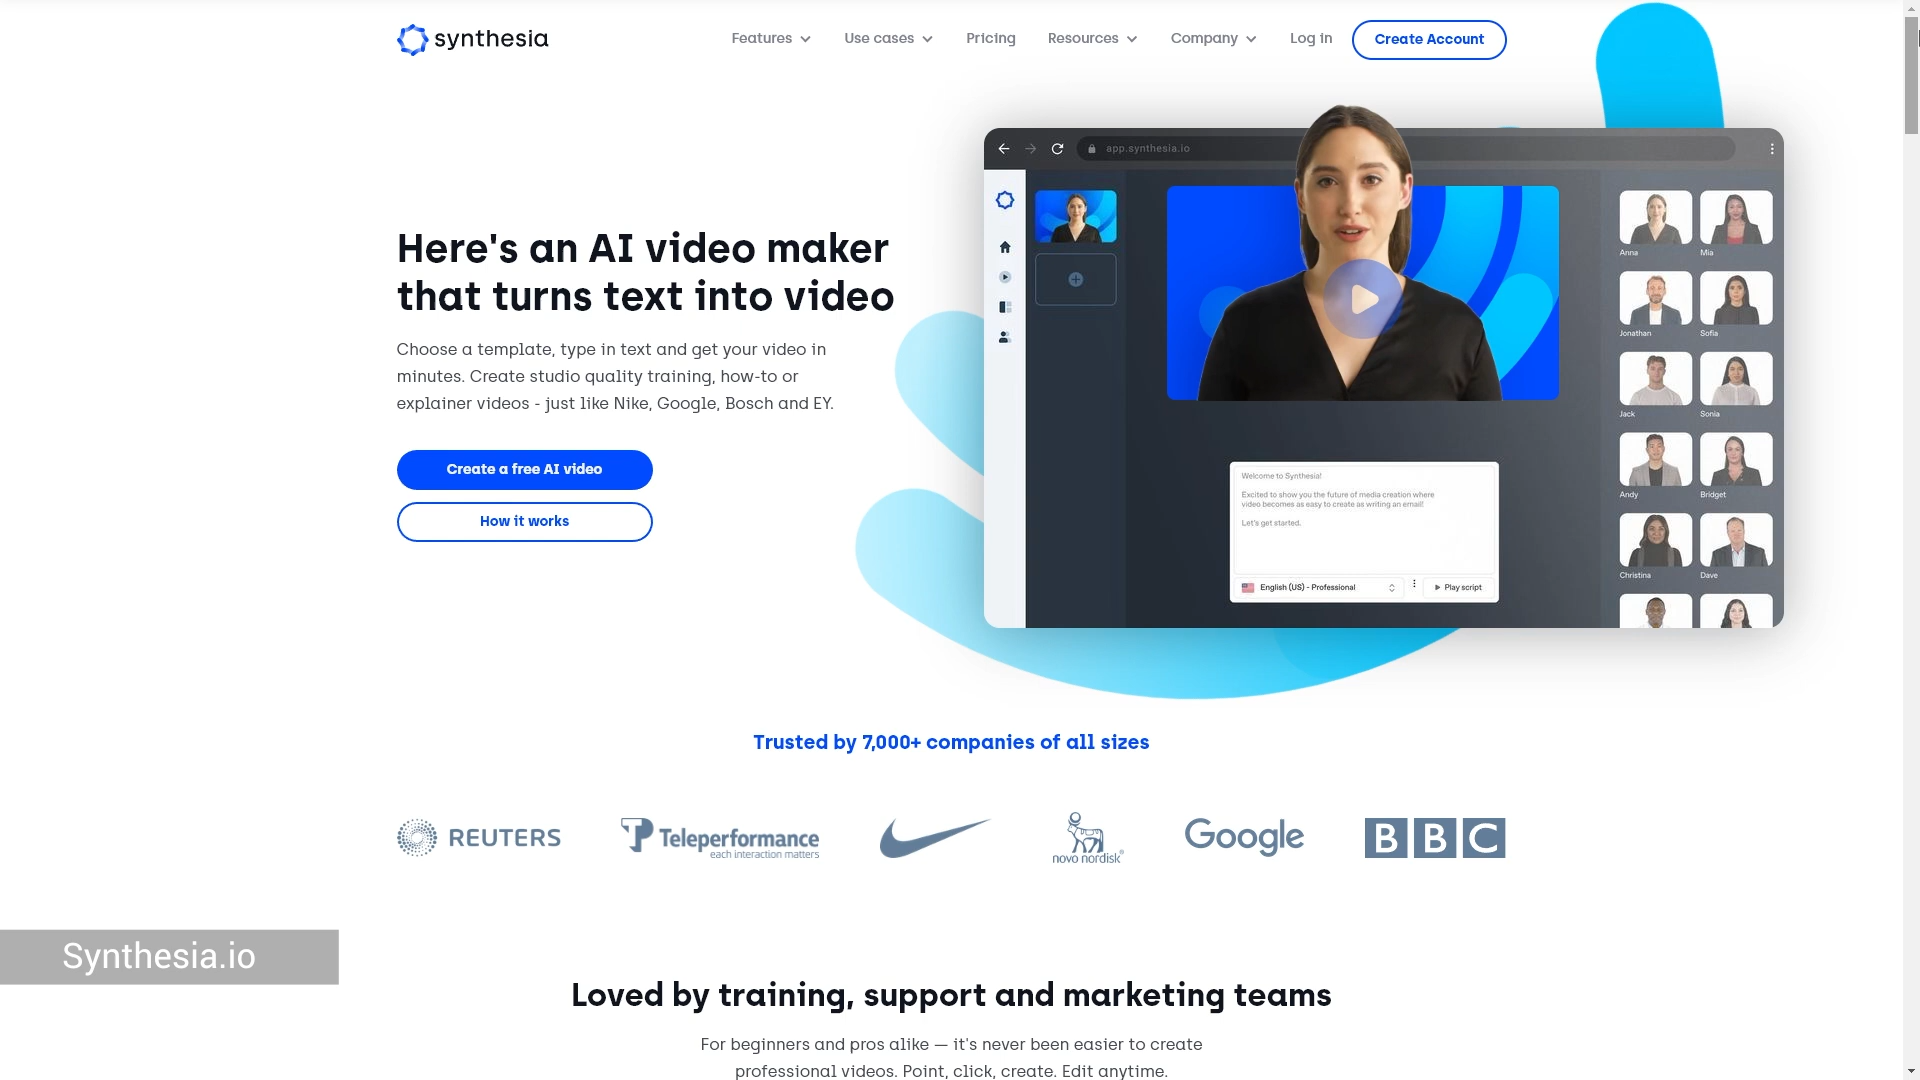 synthesia
Features
Use cases
Pricing
Resources
Company
Log in
Create Account
app.synthesia.io
Here's an AI video maker
that turns text into video
Choose a template, type in text and get your video in
minutes. Create studio quality training, how-to or
explainer videos - just like Nike, Google, Bosch and EY.
Create a free AI video
How it works
Anna
Mia
Jonathan
Sofia
Jack
Sonia
Andy
Bridget
Christina
Dave
Welcome to Synthesia!
Excited to show you the future of media creation where
video becomes as easy to create as writing an email!
Let's get started.
English (US) - Professional
Play script
Trusted by 7,000+ companies of all sizes
REUTERS
Teleperformance
each interaction matters
novo nordisk®
Google
BBC
Synthesia.io
Loved by training, support and marketing teams
For beginners and pros alike — it's never been easier to create
professional videos. Point, click, create. Edit anytime.